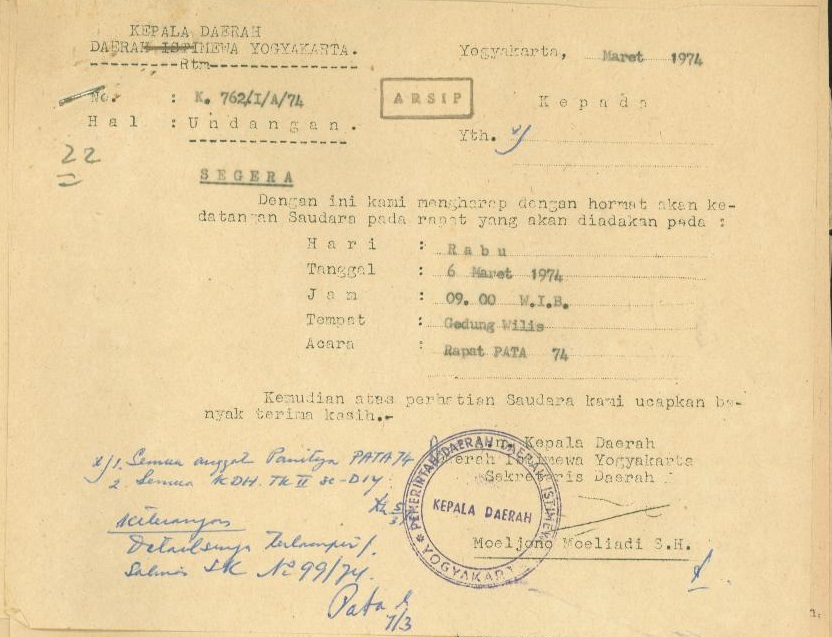 KEPALA DAERAH
DAERAH ISTIMEWA YOGYAKARTA.
Rtm
Yogyakarta, Maret 1974
No. : K. 762/I/A/74
ARSIP
Kepada
Hal : Undangan.
Yth. x/
22
SEGERA
Dengan ini kami mengharap dengan hormat akan ke-
datangan Saudara pada rapat yang akan diadakan pada :
Hari : Rabu
Tanggal : 6 Maret 1974
Jam : 09.00 W.I.B.
Tempat : Gedung Wilis
Acara : Rapat PATA 74
Kemudian atas perhatian Saudara kami ucapkan ba-
nyak terima kasih.-
Kepala Daerah
Daerah Istimewa Yogyakarta
Sekretaris Daerah
PEMERINTAH DAERAH DAERAH ISTIMEWA
KEPALA DAERAH
YOGYAKARTA
Moeljono Moeliadi S.H.
x/1. Semua anggot Panitya PATA 74
2. Semua KDH. TK II se-DIY
Keterangan
Detailsnya terlampir/.
SK No 99/74.
Pata
7/3